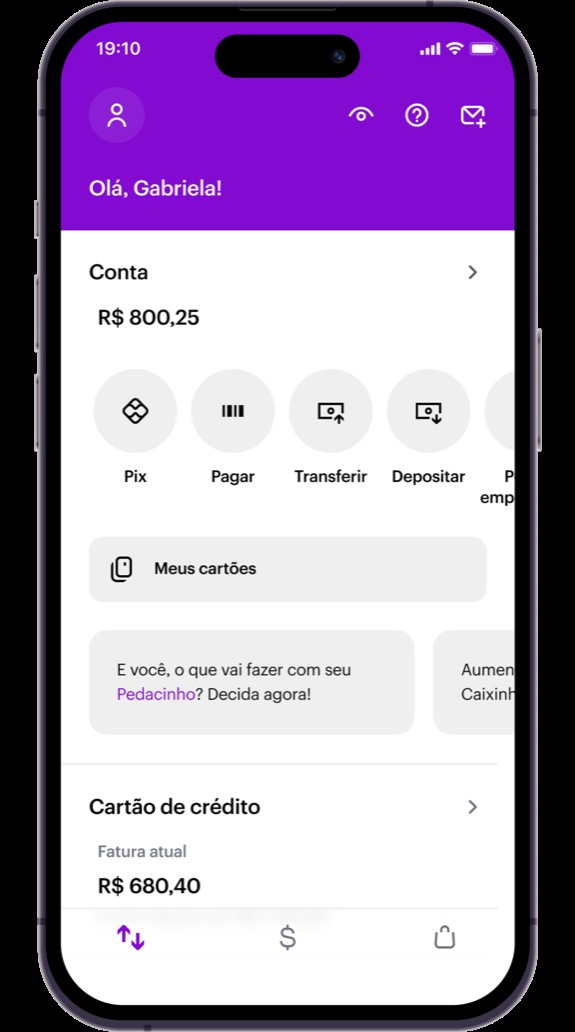 19:10
Olá, Gabriela!
Conta
R$ 800,25
Pix
Pagar
Transferir
Depositar
P
emp
Meus cartões
E você, o que vai fazer com seu
Pedacinho? Decida agora!
Aumen
Caixinh
Cartão de crédito
Fatura atual
R$ 680,40
$